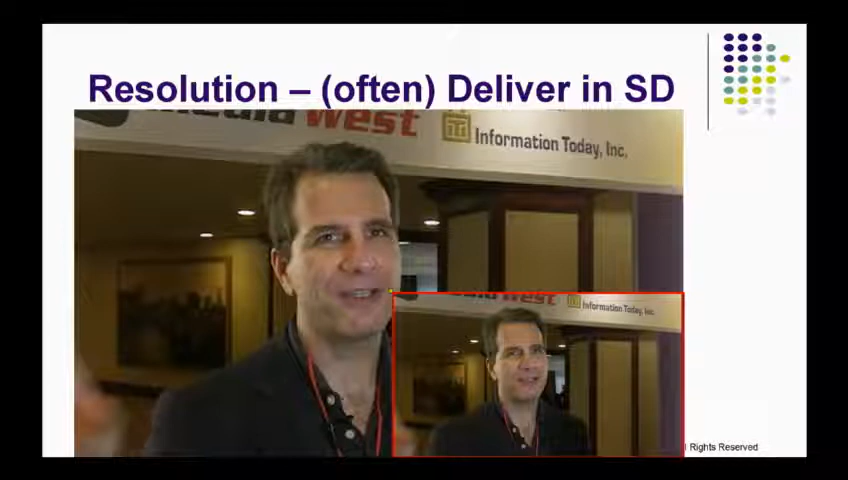 Resolution – (often) Deliver in SD
west
Information Today, Inc.
west
Information Today, Inc.
Rights Reserved